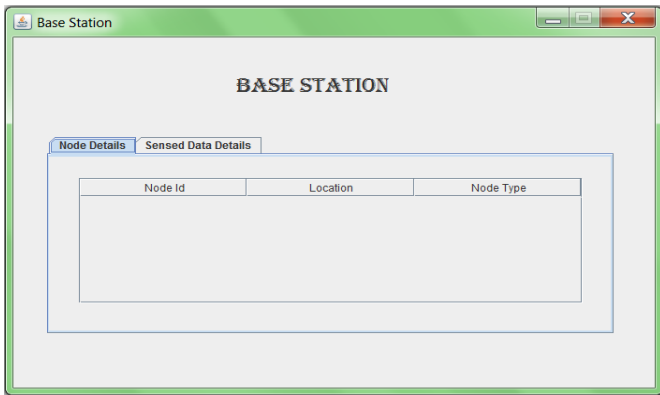 Base Station
BASE STATION
Node Details Sensed Data Details
Node Id Location Node Type